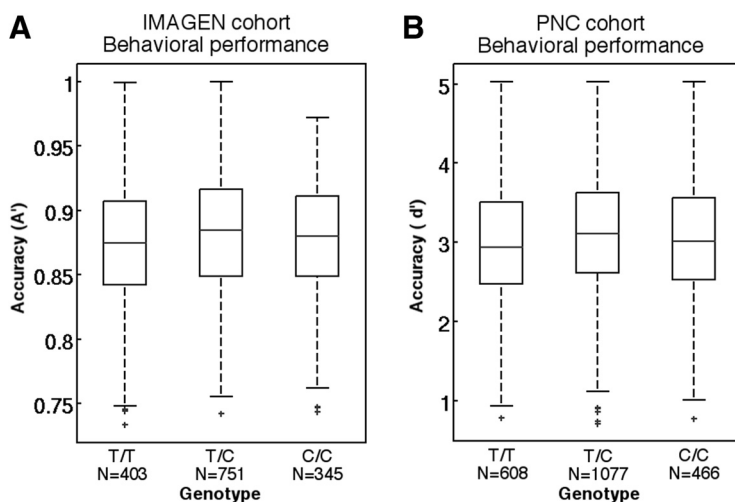 A
IMAGEN cohort
Behavioral performance
Accuracy (A')
1
0.95
0.9
0.85
0.8
0.75
T/T
T/C
C/C
N=403
N=751
N=345
Genotype
B
PNC cohort
Behavioral performance
Accuracy ( d')
5
4
3
2
1
T/T
T/C
C/C
N=608
N=1077
N=466
Genotype